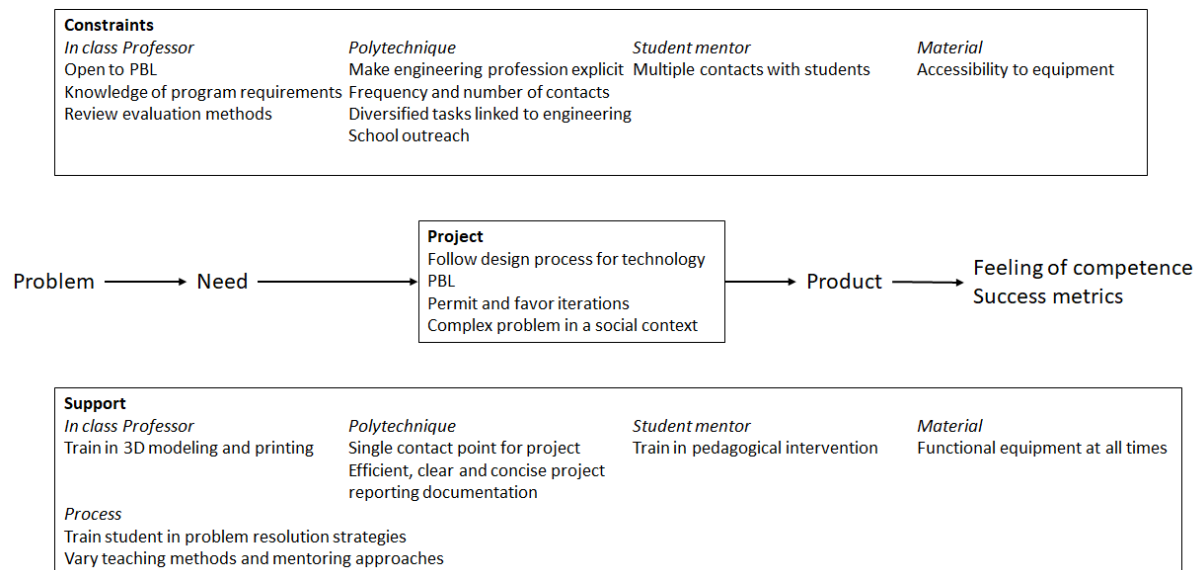 Constraints
In class Professor
Open to PBL
Knowledge of program requirements
Review evaluation methods
Polytechnique
Make engineering profession explicit
Frequency and number of contacts
Diversified tasks linked to engineering
School outreach
Student mentor
Multiple contacts with students
Material
Accessibility to equipment
Problem
Need
Project
Follow design process for technology
PBL
Permit and favor iterations
Complex problem in a social context
Product
Feeling of competence
Success metrics
Support
In class Professor
Train in 3D modeling and printing
Polytechnique
Single contact point for project
Efficient, clear and concise project
reporting documentation
Student mentor
Train in pedagogical intervention
Material
Functional equipment at all times
Process
Train student in problem resolution strategies
Vary teaching methods and mentoring approaches